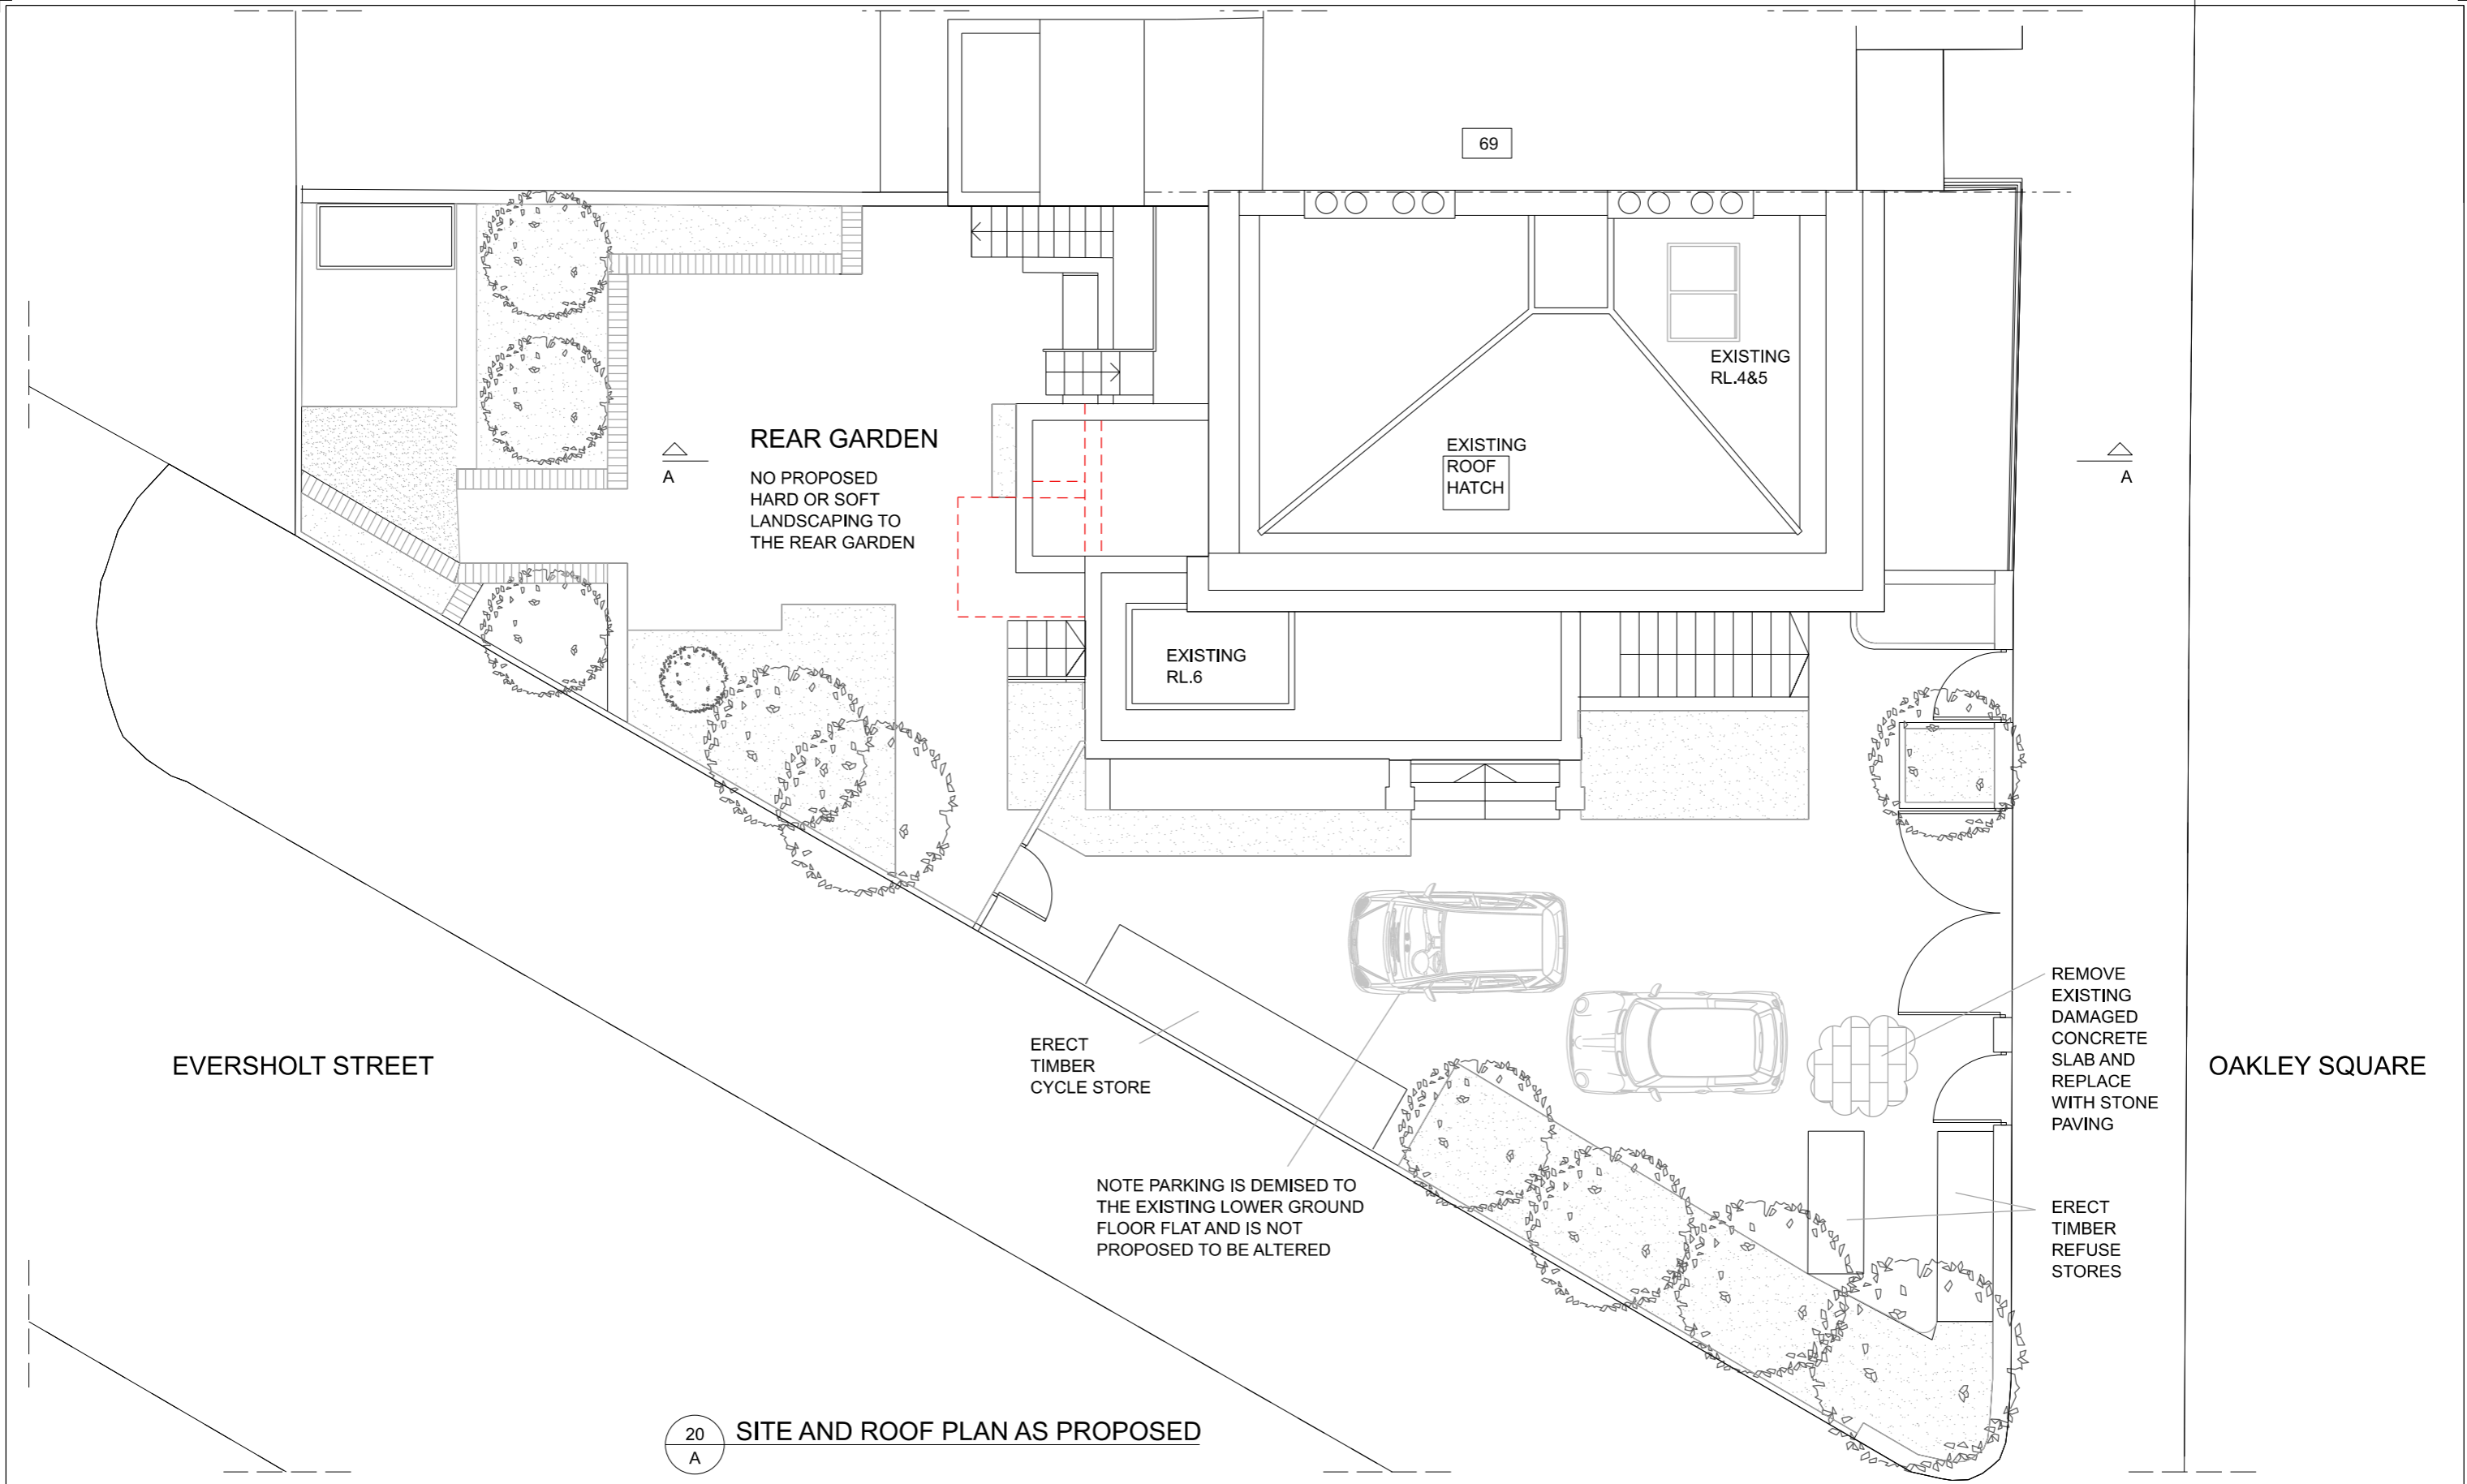 69
EXISTING
RL.4&5
EXISTING
ROOF
HATCH
REAR GARDEN
NO PROPOSED
HARD OR SOFT
LANDSCAPING TO
THE REAR GARDEN
A
A
EXISTING
RL.6
EVERSHOLT STREET
ERECT
TIMBER
CYCLE STORE
REMOVE
EXISTING
DAMAGED
CONCRETE
SLAB AND
REPLACE
WITH STONE
PAVING
OAKLEY SQUARE
NOTE PARKING IS DEMISED TO
THE EXISTING LOWER GROUND
FLOOR FLAT AND IS NOT
PROPOSED TO BE ALTERED
ERECT
TIMBER
REFUSE
STORES
20
A
SITE AND ROOF PLAN AS PROPOSED